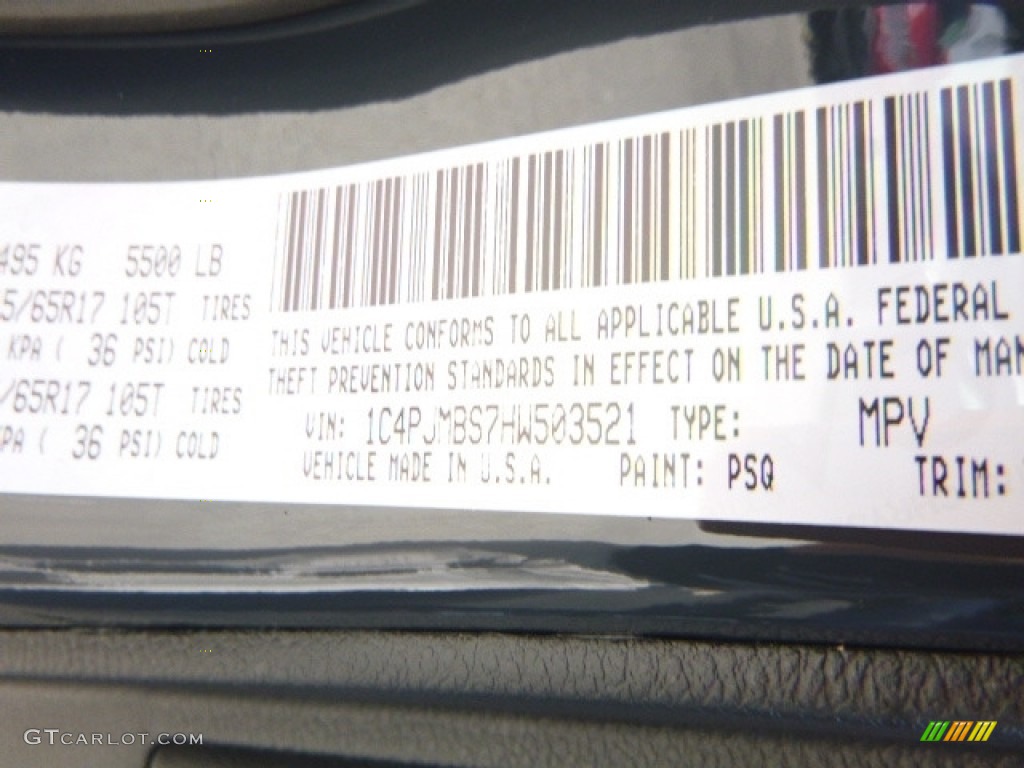 495 KG 5500 LB
5/65R17 105T TIRES
KPA ( 36 PSI) COLD
/65R17 105T TIRES
KPA ( 36 PSI) COLD
THIS VEHICLE CONFORMS TO ALL APPLICABLE U.S.A. FEDERAL
THEFT PREVENTION STANDARDS IN EFFECT ON THE DATE OF MAN
VIN: 1C4PJMBS7HW503521 TYPE: MPV
VEHICLE MADE IN U.S.A. PAINT: PSQ TRIM:
GTCARLOT.COM